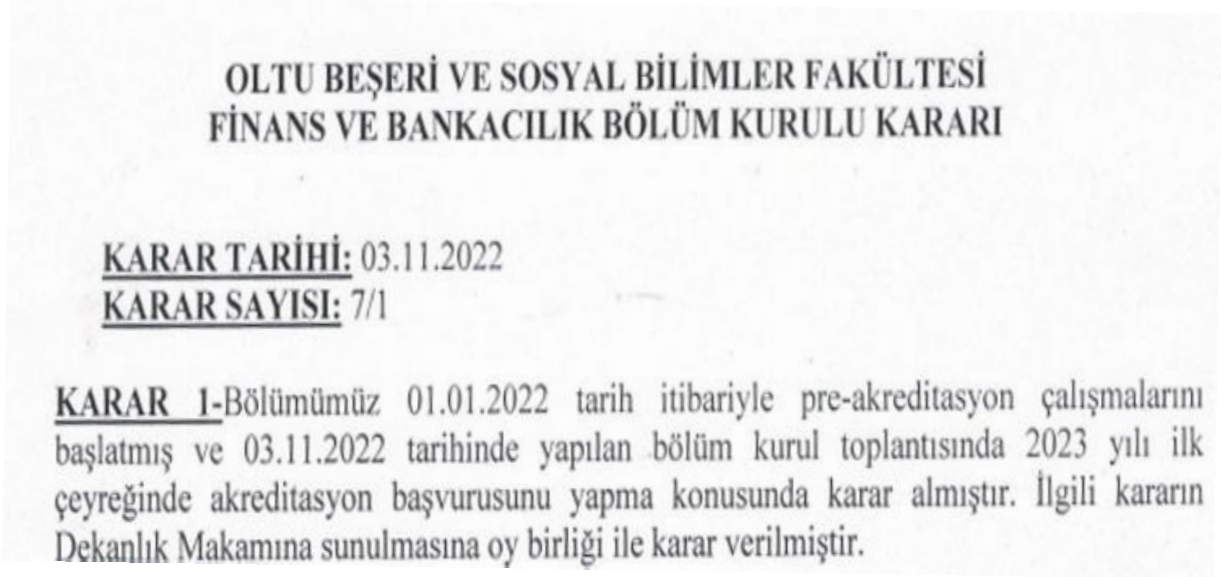 OLTU BEŞERİ VE SOSYAL BİLİMLER FAKÜLTESİ
FİNANS VE BANKACILIK BÖLÜM KURULU KARARI
KARAR TARİHİ: 03.11.2022
KARAR SAYISI: 7/1
KARAR 1-Bölümümüz 01.01.2022 tarih itibariyle pre-akreditasyon çalışmalarını
başlatmış ve 03.11.2022 tarihinde yapılan bölüm kurul toplantısında 2023 yılı ilk
çeyreğinde akreditasyon başvurusunu yapma konusunda karar almıştır. İlgili kararın
Dekanlık Makamına sunulmasına oy birliği ile karar verilmiştir.